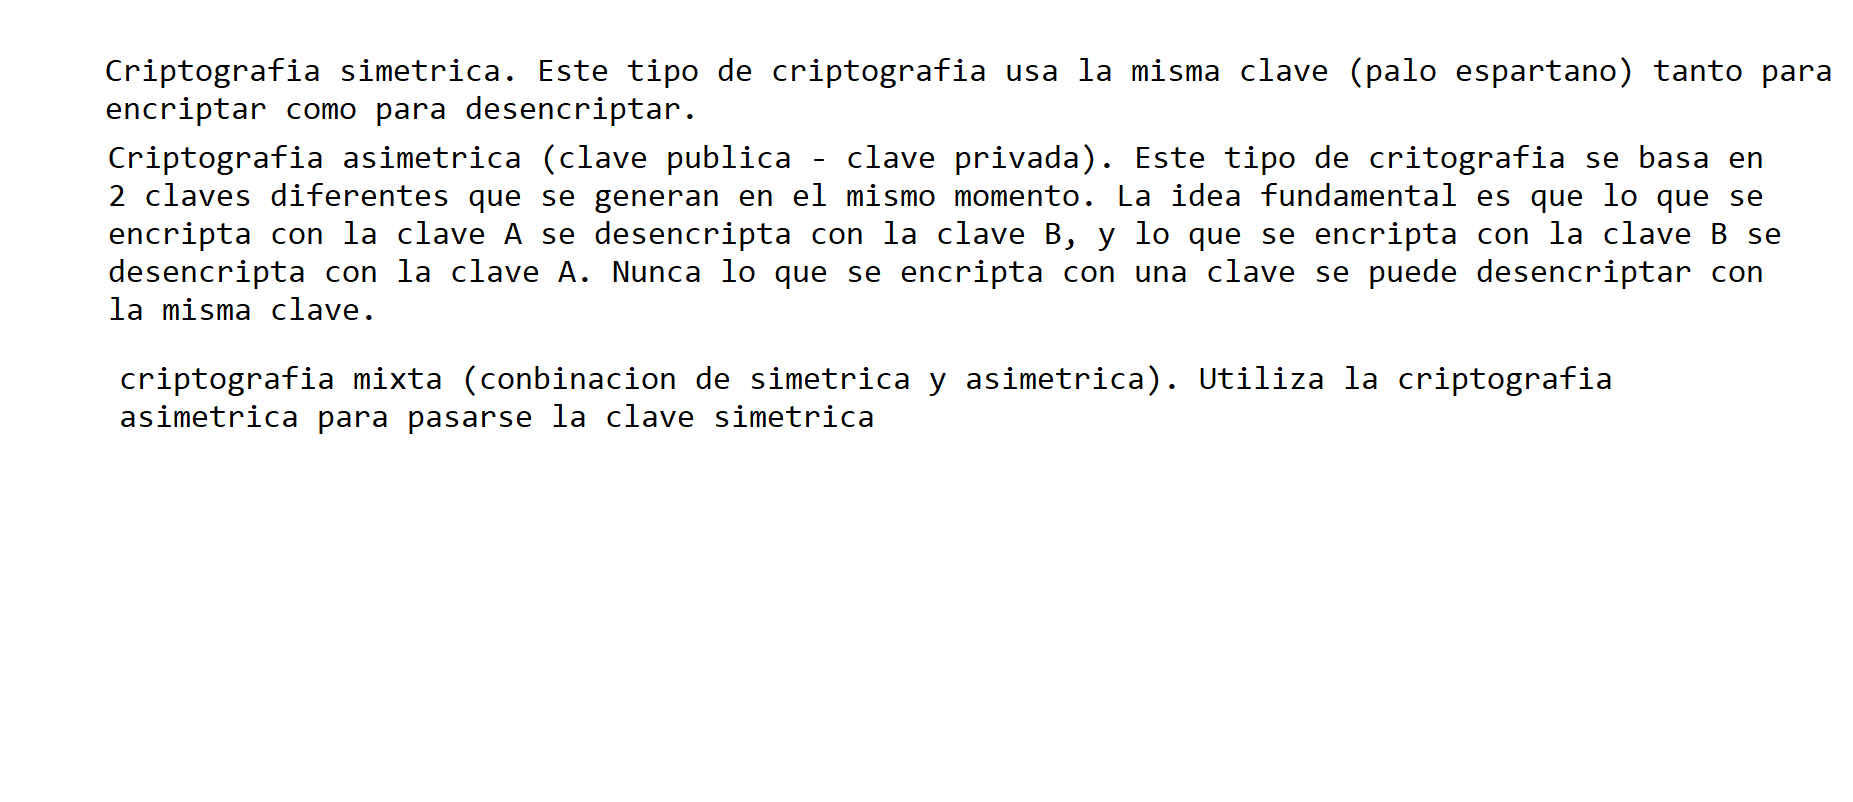 Criptografia simetrica. Este tipo de criptografia usa la misma clave (palo espartano) tanto para
encriptar como para desencriptar.
Criptografia asimetrica (clave publica - clave privada). Este tipo de critografia se basa en
2 claves diferentes que se generan en el mismo momento. La idea fundamental es que lo que se
encripta con la clave A se desencripta con la clave B, y lo que se encripta con la clave B se
desencripta con la clave A. Nunca lo que se encripta con una clave se puede desencriptar con
la misma clave.
criptografia mixta (conbinacion de simetrica y asimetrica). Utiliza la criptografia
asimetrica para pasarse la clave simetrica